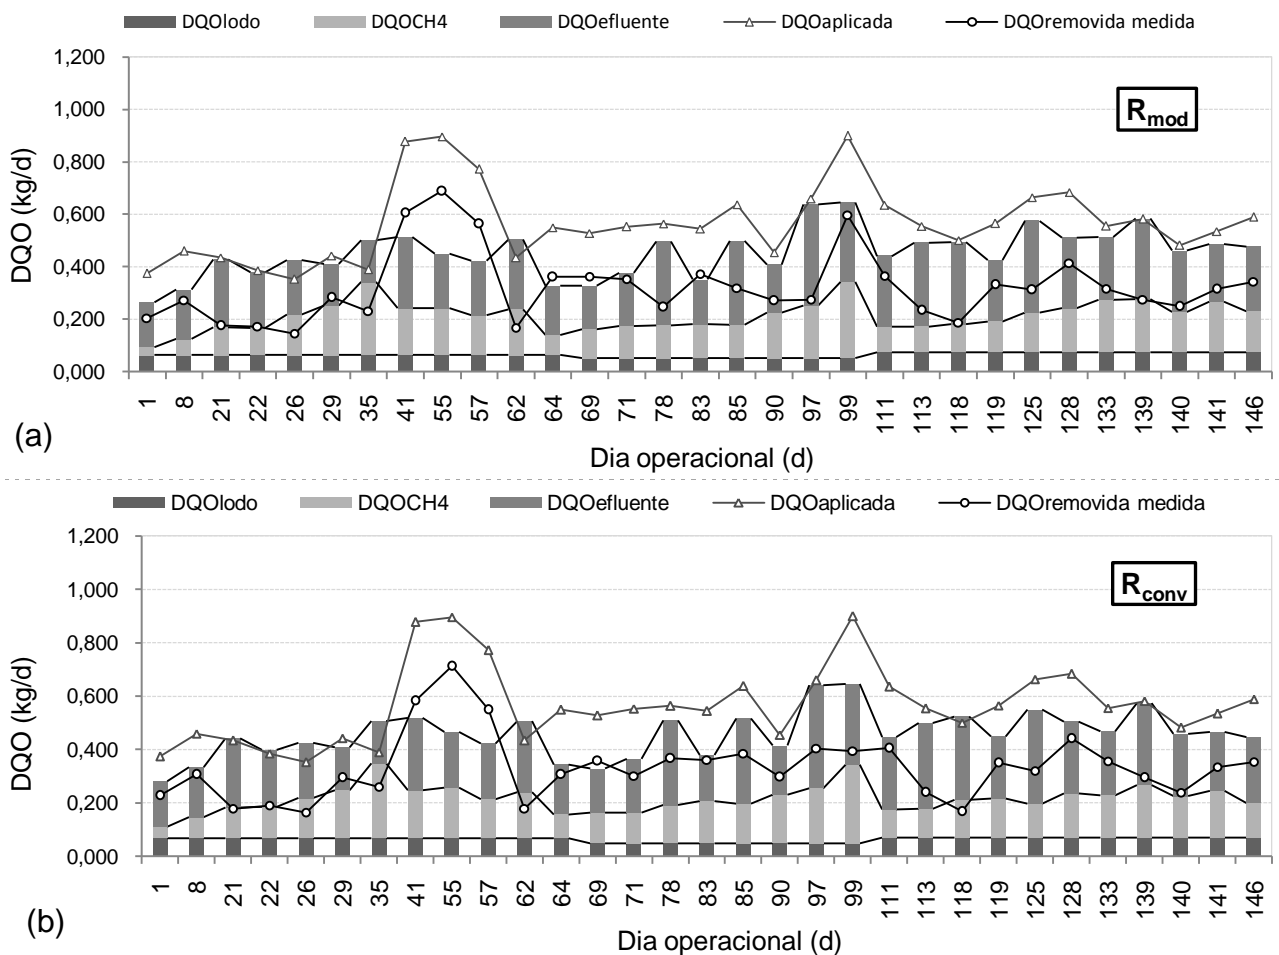 DQOlodo DQOCH4 DQOefluente DQOaplicada DQOremovida medida
1,200
1,000
0,800
0,600
0,400
0,200
0,000
DQO (kg/d)
Rmod
1 8 21 22 26 29 35 41 55 57 62 64 69 71 78 83 85 90 97 99 111 113 118 119 125 128 133 139 140 141 146
(a)
Dia operacional (d)
DQOlodo DQOCH4 DQOefluente DQOaplicada DQOremovida medida
1,200
1,000
0,800
0,600
0,400
0,200
0,000
DQO (kg/d)
Rconv
1 8 21 22 26 29 35 41 55 57 62 64 69 71 78 83 85 90 97 99 111 113 118 119 125 128 133 139 140 141 146
(b)
Dia operacional (d)